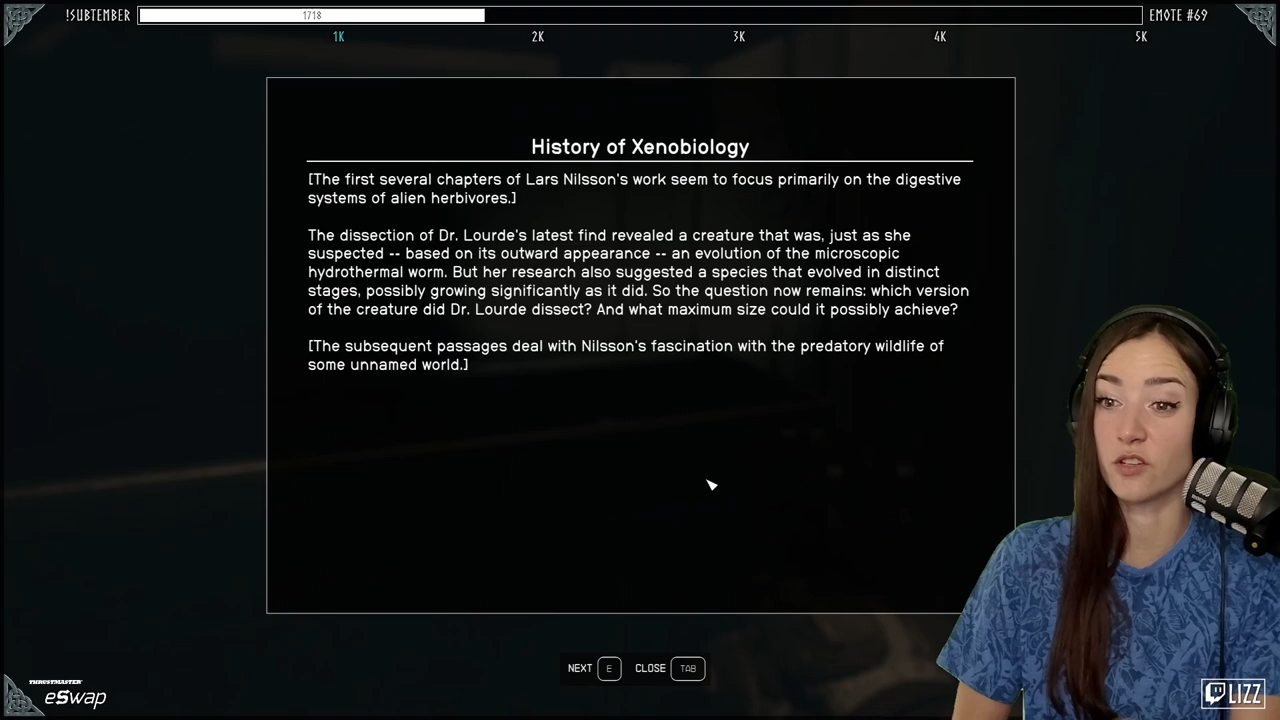 !SUBTEMBER
1718
EMOTE #69
1K
2K
3K
4K
5K
History of Xenobiology
[The first several chapters of Lars Nilsson's work seem to focus primarily on the digestive
systems of alien herbivores.]
The dissection of Dr. Lourde's latest find revealed a creature that was, just as she
suspected -- based on its outward appearance -- an evolution of the microscopic
hydrothermal worm. But her research also suggested a species that evolved in distinct
stages, possibly growing significantly as it did. So the question now remains: which version
of the creature did Dr. Lourde dissect? And what maximum size could it possibly achieve?
[The subsequent passages deal with Nilsson's fascination with the predatory wildlife of
some unnamed world.]
NEXT E CLOSE TAB
THRUSTMASTER
eSwap
LIZZ